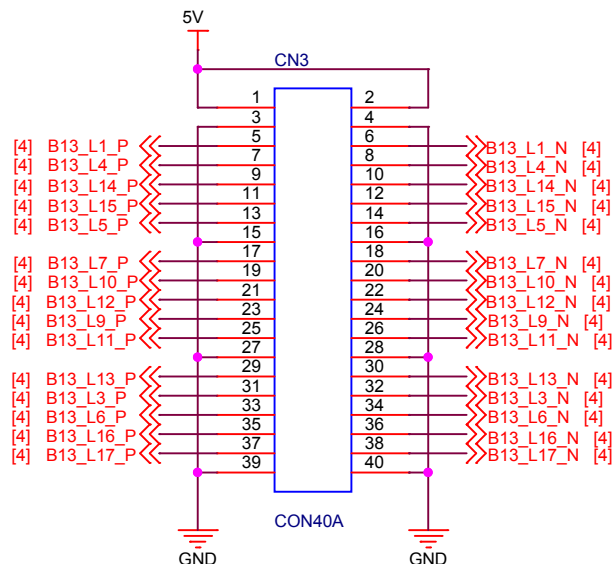 5V
CN3
1 2
3 4
[4] B13_L1_P 5 6 B13_L1_N [4]
[4] B13_L4_P 7 8 B13_L4_N [4]
[4] B13_L14_P 9 10 B13_L14_N [4]
[4] B13_L15_P 11 12 B13_L15_N [4]
[4] B13_L5_P 13 14 B13_L5_N [4]
15 16
[4] B13_L7_P 17 18 B13_L7_N [4]
[4] B13_L10_P 19 20 B13_L10_N [4]
[4] B13_L12_P 21 22 B13_L12_N [4]
[4] B13_L9_P 23 24 B13_L9_N [4]
[4] B13_L11_P 25 26 B13_L11_N [4]
27 28
[4] B13_L13_P 29 30 B13_L13_N [4]
[4] B13_L3_P 31 32 B13_L3_N [4]
[4] B13_L6_P 33 34 B13_L6_N [4]
[4] B13_L16_P 35 36 B13_L16_N [4]
[4] B13_L17_P 37 38 B13_L17_N [4]
39 40
CON40A
GND GND